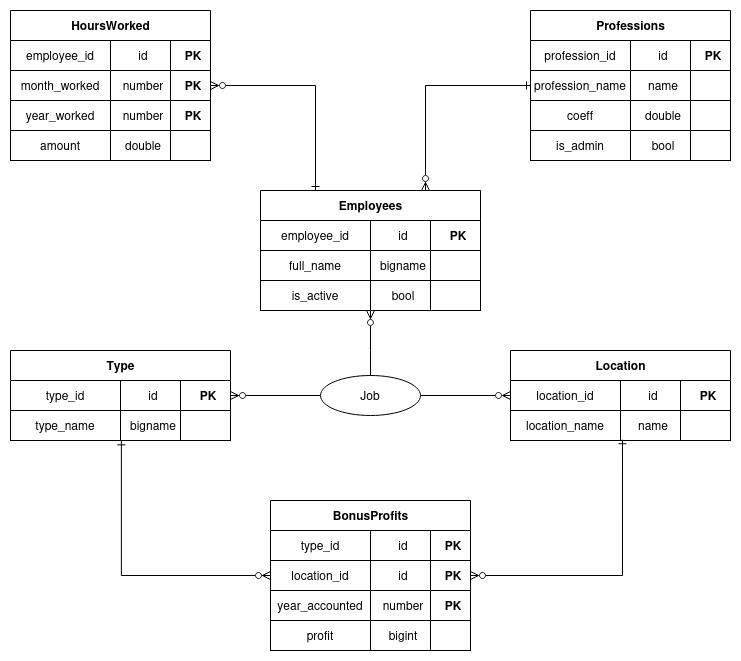 HoursWorked
employee_id id PK
month_worked number PK
year_worked number PK
amount double
Professions
profession_id id PK
profession_name name
coeff double
is_admin bool
Employees
employee_id id PK
full_name bigname
is_active bool
Type
type_id id PK
type_name bigname
Job
Location
location_id id PK
location_name name
BonusProfits
type_id id PK
location_id id PK
year_accounted number PK
profit bigint